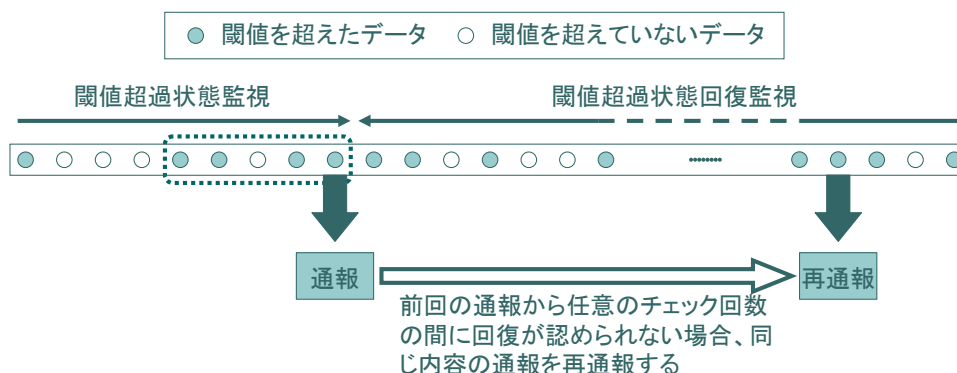 閾値を超えたデータ
閾値を超えていないデータ
閾値超過状態監視
閾値超過状態回復監視
通報
再通報
前回の通報から任意のチェック回数
の間に回復が認められない場合、同
じ内容の通報を再通報する